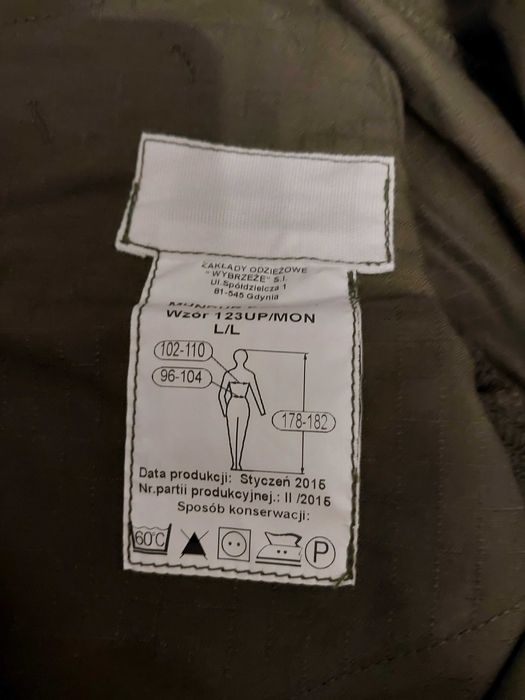 ZAKŁADY ODZIEŻOWE
"WYBRZEŻE" S.I.
Ul.Spółdzielcza 1
81-545 Gdynia
Wzór 123UP/MON
L/L
102-110
96-104
178-182
Data produkcji: Styczeń 2015
Nr.partii produkcyjnej.: II /2015
Sposób konserwacji:
60°C
P